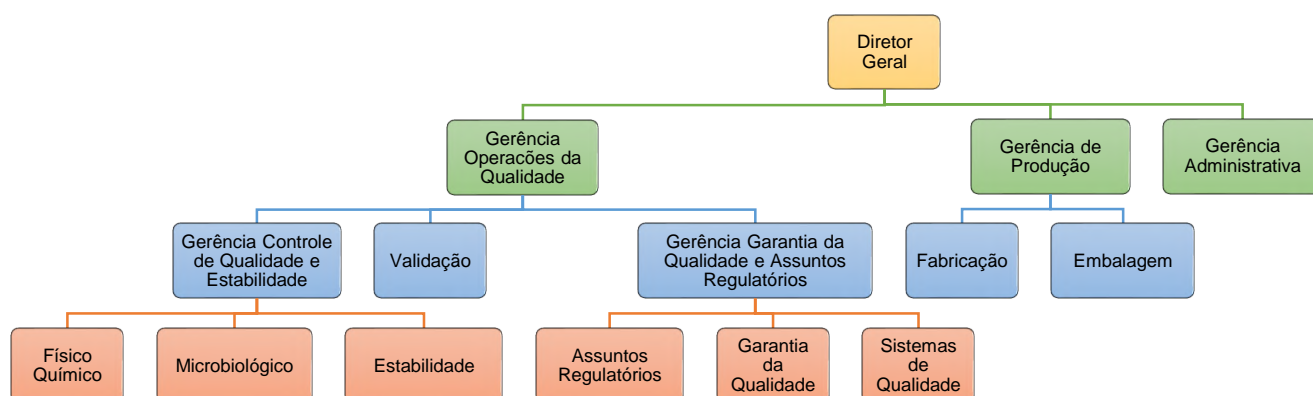 Diretor
Geral
Gerência
Operacões da
Qualidade
Gerência de
Produção
Gerência
Administrativa
Gerência Controle
de Qualidade e
Estabilidade
Validação
Gerência Garantia da
Qualidade e Assuntos
Regulatórios
Fabricação
Embalagem
Físico
Químico
Microbiológico
Estabilidade
Assuntos
Regulatórios
Garantia
da
Qualidade
Sistemas
de
Qualidade